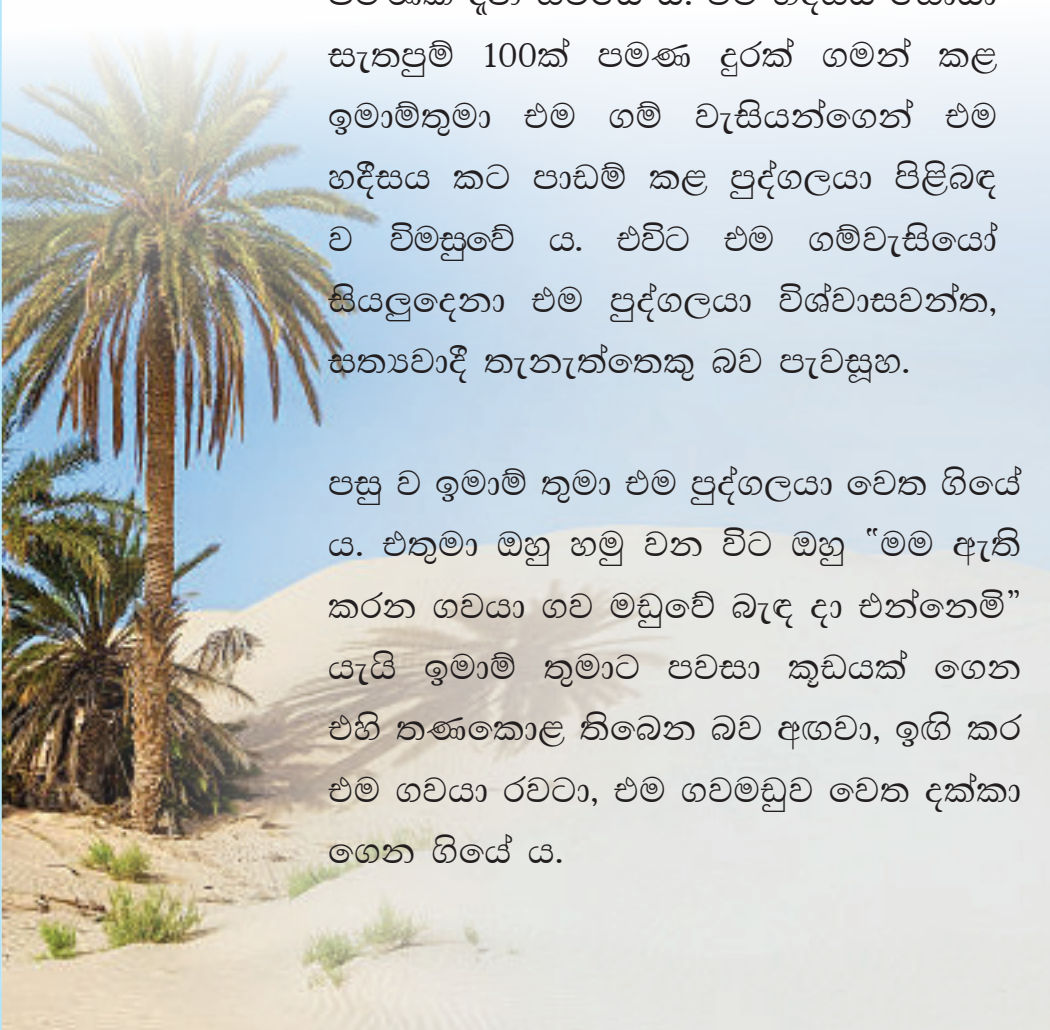 සැතපුම් 100ක් පමණ දුරක් ගමන් කළ
ඉමාම්තුමා එම ගම් වැසියන්ගෙන් එම
හදීසය කට පාඩම් කළ පුද්ගලයා පිළිබඳ
ව විමසුවේ ය. එවිට එම ගම්වැසියෝ
සියලුදෙනා එම පුද්ගලයා විශ්වාසවන්ත,
සත්‍යවාදී තැනැත්තෙකු බව පැවසූහ.
පසු ව ඉමාම් තුමා එම පුද්ගලයා වෙත ගියේ
ය. එතුමා ඔහු හමු වන විට ඔහු “මම ඇති
කරන ගවයා ගව මඩුවේ බැඳ දා එන්නෙමි”
යැයි ඉමාම් තුමාට පවසා කූඩයක් ගෙන
එහි තණකොළ තිබෙන බව අඟවා, ඉඟි කර
එම ගවයා රවටා, එම ගවමඩුව වෙත දක්කා
ගෙන ගියේ ය.